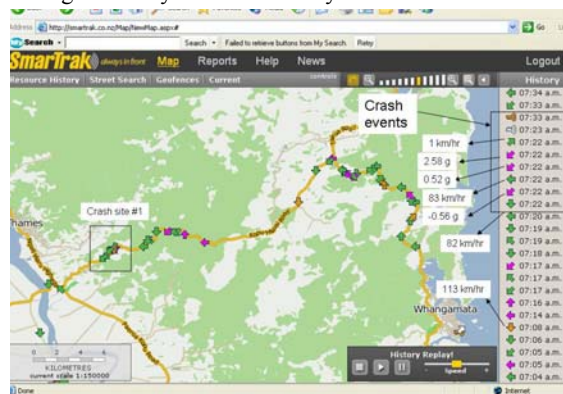 Address http://smartrak.co.nz/Map/NewMap.aspx# Go
Search Search Failed to retrieve buttons from My Search. Retry
SmarTrak always in front Map Reports Help News Logout
Resource History Street Search Geofences Current controls History
07:34 a.m.
07:33 a.m.
07:33 a.m.
07:23 a.m.
07:22 a.m.
07:22 a.m.
07:22 a.m.
07:22 a.m.
07:22 a.m.
07:22 a.m.
07:20 a.m.
07:19 a.m.
07:19 a.m.
07:18 a.m.
07:17 a.m.
07:17 a.m.
07:17 a.m.
07:16 a.m.
07:14 a.m.
07:08 a.m.
07:06 a.m.
07:05 a.m.
07:05 a.m.
07:04 a.m.
Crash
events
1 km/hr
2.58 g
0.52 g
83 km/hr
-0.56 g
82 km/hr
113 km/hr
Crash site #1
Thames
Whangamata
0 2 4 6
KILOMETRES
current scale 1:150000
History Replay!
- Speed +
Done Internet